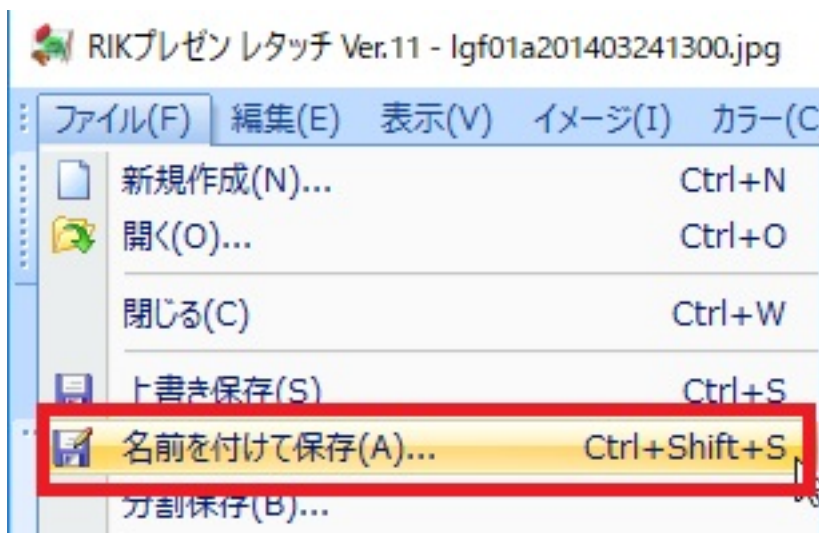 RIKプレゼン レタッチ Ver.11 - lgf01a201403241300.jpg
ファイル(F) 編集(E) 表示(V) イメージ(I) カラー(C
新規作成(N)... Ctrl+N
開く(O)... Ctrl+O
閉じる(C) Ctrl+W
上書き保存(S) Ctrl+S
名前を付けて保存(A)... Ctrl+Shift+S
分割保存(B)...